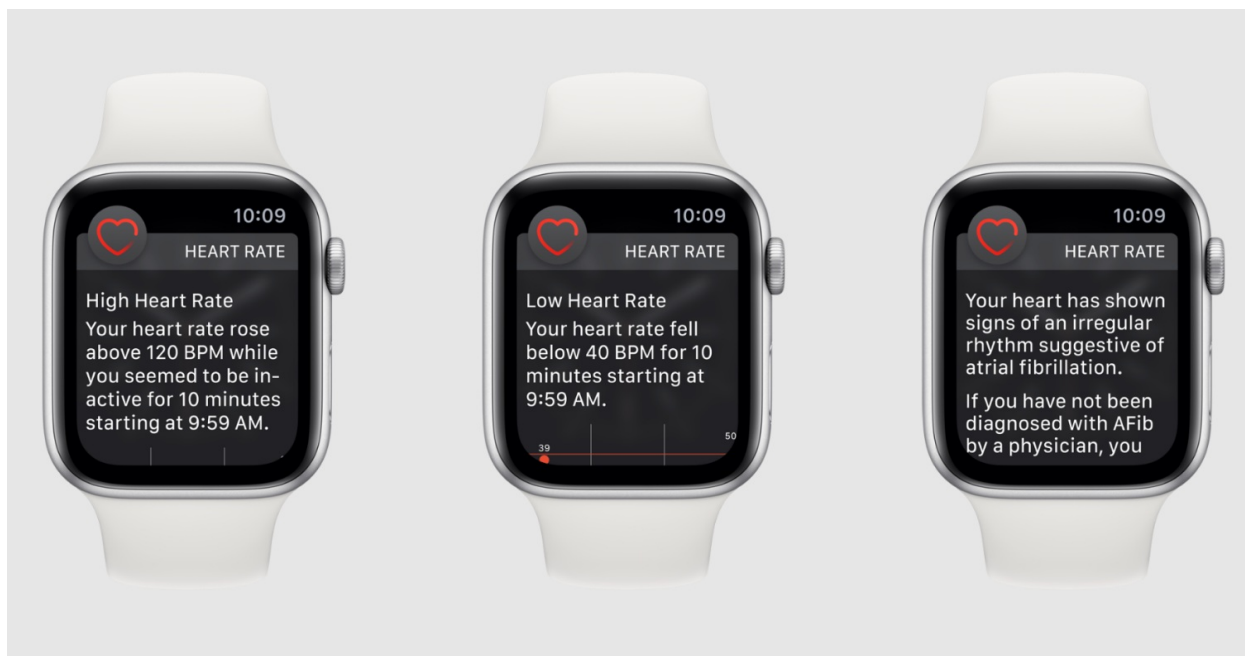 10:09
HEART RATE
High Heart Rate
Your heart rate rose
above 120 BPM while
you seemed to be in-
active for 10 minutes
starting at 9:59 AM.
10:09
HEART RATE
Low Heart Rate
Your heart rate fell
below 40 BPM for 10
minutes starting at
9:59 AM.
50
39
10:09
HEART RATE
Your heart has shown
signs of an irregular
rhythm suggestive of
atrial fibrillation.
If you have not been
diagnosed with AFib
by a physician, you